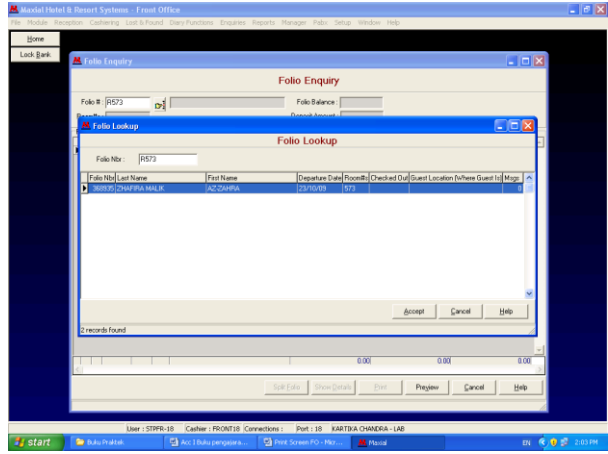 Maxial Hotel & Resort Systems - Front Office
File Module Reception Cashiering Lost & Found Diary Functions Enquiries Reports Manager Pabx Setup Window Help
Home
Lock Bank
Folio Enquiry
Folio Enquiry
Folio # : R573 Folio Balance :
Deposit Amount
Folio Lookup
Folio Lookup
Folio Nbr : R573
Folio Nbr Last Name First Name Departure Date Room#s Checked Out Guest Location (Where Guest Is) Msgs
360935 ZHAFIRA MALIK AZ-ZAHRA 23/10/09 573 0
Accept Cancel Help
2 records found
0.00 0.00 0.00
Split Folio Show Details Print Preview Cancel Help
User : STPFR-18 Cashier : FRONT18 Connections : Port : 18 KARTIKA CHANDRA - LAB
start Buku Praktek Acc I Buku pengajara... Print Screen FO - Micr... Maxial EN 2:03 PM